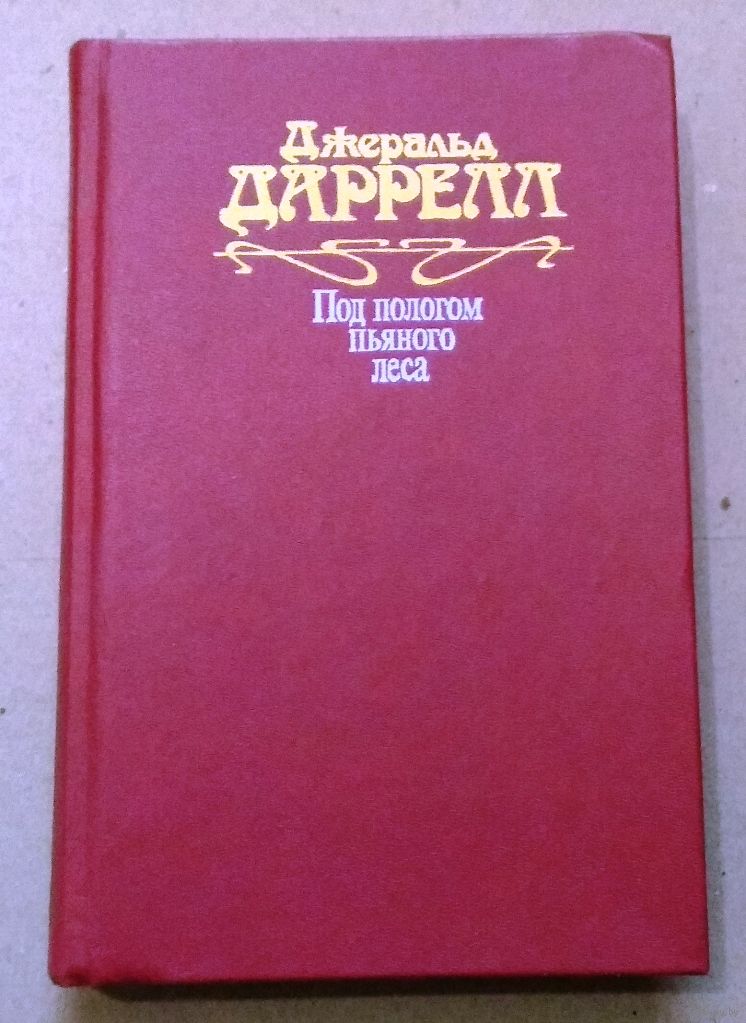 Джеральд
ДАРРЕЛЛ
Под пологом
пьяного
леса